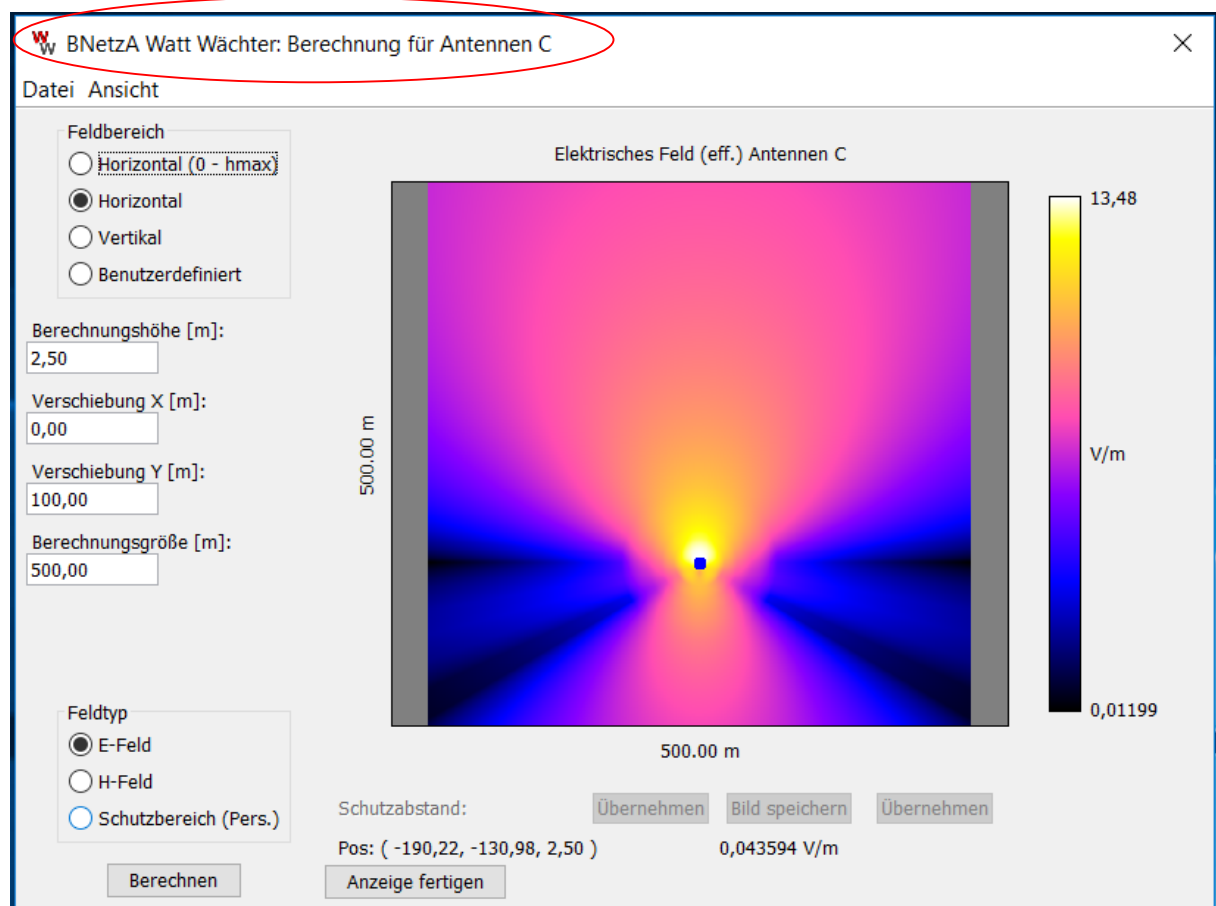 BNetzA Watt Wächter: Berechnung für Antennen C
Datei Ansicht
Feldbereich
Horizontal (0 - hmax)
Horizontal
Vertikal
Benutzerdefiniert
Berechnungshöhe [m]:
2,50
Verschiebung X [m]:
0,00
Verschiebung Y [m]:
100,00
Berechnungsgröße [m]:
500,00
Feldtyp
E-Feld
H-Feld
Schutzbereich (Pers.)
Berechnen
Elektrisches Feld (eff.) Antennen C
500.00 m
500.00 m
13,48
V/m
0,01199
Schutzabstand:
Übernehmen
Bild speichern
Übernehmen
Pos: ( -190,22, -130,98, 2,50 )
0,043594 V/m
Anzeige fertigen